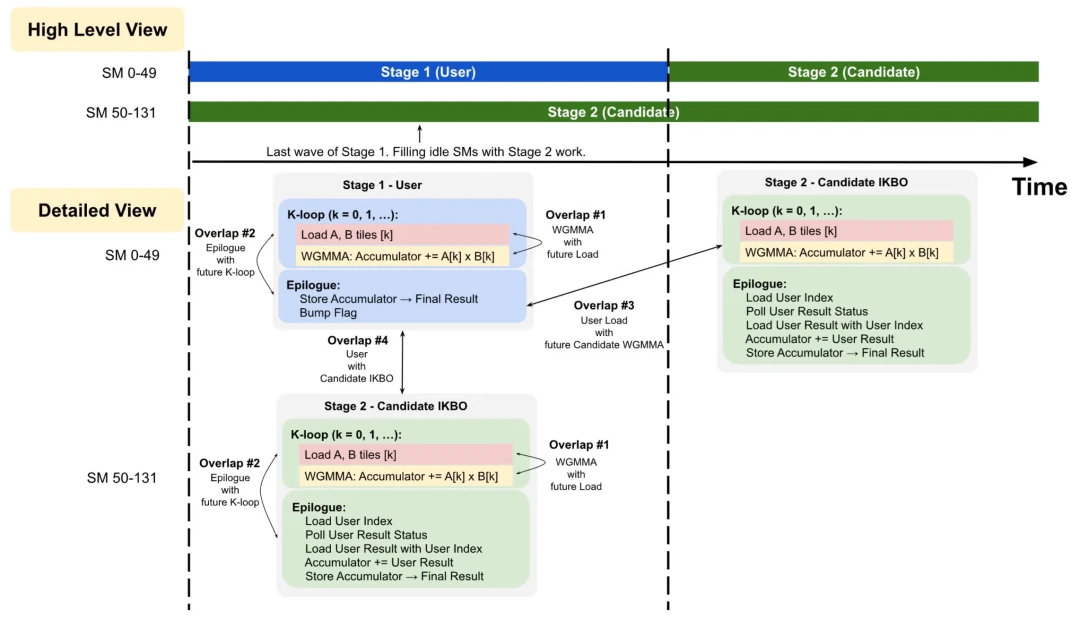 High Level View
SM 0-49
Stage 1 (User)
Stage 2 (Candidate)
SM 50-131
Stage 2 (Candidate)
Last wave of Stage 1. Filling idle SMs with Stage 2 work.
Time
Detailed View
SM 0-49
Stage 1 - User
K-loop (k = 0, 1, …):
Load A, B tiles [k]
WGMMA: Accumulator += A[k] x B[k]
Epilogue:
Store Accumulator → Final Result
Bump Flag
Overlap #2
Epilogue
with
future K-loop
Overlap #1
WGMMA
with
future Load
Overlap #3
User Load
with
future Candidate WGMMA
Stage 2 - Candidate IKBO
K-loop (k = 0, 1, …):
Load A, B tiles [k]
WGMMA: Accumulator += A[k] x B[k]
Epilogue:
Load User Index
Poll User Result Status
Load User Result with User Index
Accumulator += User Result
Store Accumulator → Final Result
Overlap #4
User
with
Candidate IKBO
SM 50-131
Stage 2 - Candidate IKBO
K-loop (k = 0, 1, …):
Load A, B tiles [k]
WGMMA: Accumulator += A[k] x B[k]
Epilogue:
Load User Index
Poll User Result Status
Load User Result with User Index
Accumulator += User Result
Store Accumulator → Final Result
Overlap #2
Epilogue
with
future K-loop
Overlap #1
WGMMA
with
future Load